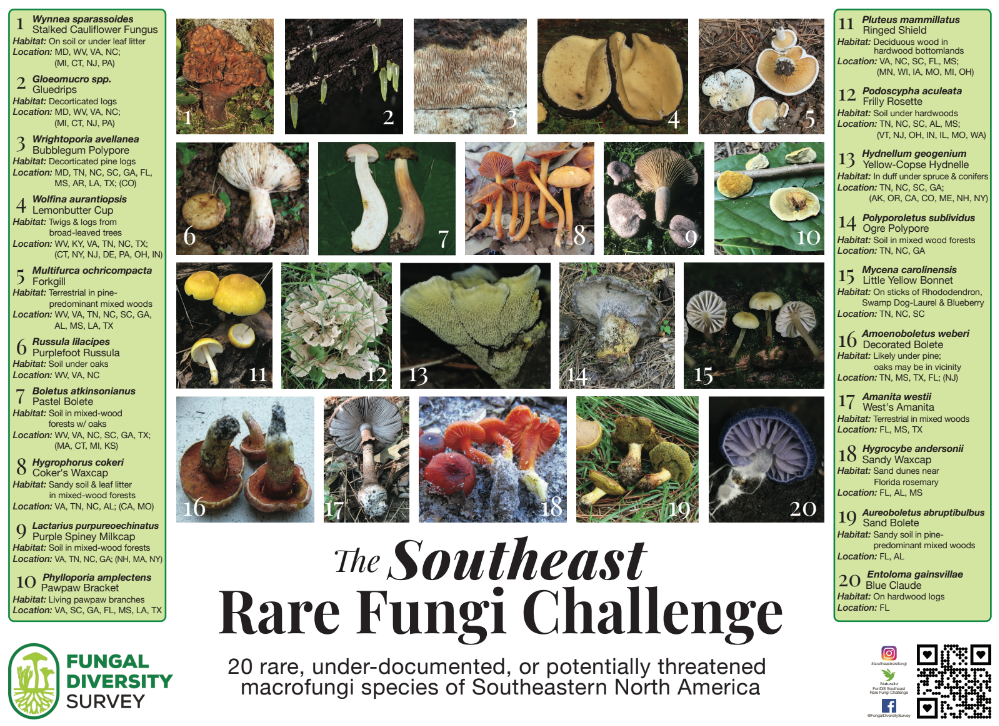 1 Wynnea sparassoides
Stalked Cauliflower Fungus
Habitat: On soil or under leaf litter
Location: MD, WV, VA, NC;
(MI, CT, NJ, PA)
2 Gloeomucro spp.
Gluedrips
Habitat: Decorticated logs
Location: MD, WV, VA, NC;
(MI, CT, NJ, PA)
3 Wrightoporia avellanea
Bubblegum Polypore
Habitat: Decorticated pine logs
Location: MD, TN, NC, SC, GA, FL,
MS, AR, LA, TX; (CO)
4 Wolfina aurantiopsis
Lemonbutter Cup
Habitat: Twigs & logs from
broad-leaved trees
Location: WV, KY, VA, TN, NC, TX;
(CT, NY, NJ, DE, PA, OH, IN)
5 Multifurca ochricompacta
Forkgill
Habitat: Terrestrial in pine-
predominant mixed woods
Location: WV, VA, TN, NC, SC, GA,
AL, MS, LA, TX
6 Russula lilacipes
Purplefoot Russula
Habitat: Soil under oaks
Location: WV, VA, NC
7 Boletus atkinsonianus
Pastel Bolete
Habitat: Soil in mixed-wood
forests w/ oaks
Location: WV, VA, NC, SC, GA, TX;
(MA, CT, MI, KS)
8 Hygrophorus cokeri
Coker's Waxcap
Habitat: Sandy soil & leaf litter
in mixed-wood forests
Location: VA, TN, NC, AL; (CA, MO)
9 Lactarius purpureoechinatus
Purple Spiney Milkcap
Habitat: Soil in mixed-wood forests
Location: VA, TN, NC, GA; (NH, MA, NY)
10 Phylloporia amplectens
Pawpaw Bracket
Habitat: Living pawpaw branches
Location: VA, SC, GA, FL, MS, LA, TX
1
2
3
4
5
6
7
8
9
10
11
12
13
14
15
16
17
18
19
20
11 Pluteus mammillatus
Ringed Shield
Habitat: Deciduous wood in
hardwood bottomlands
Location: VA, NC, SC, FL, MS;
(MN, WI, IA, MO, MI, OH)
12 Podoscypha aculeata
Frilly Rosette
Habitat: Soil under hardwoods
Location: TN, NC, SC, AL, MS;
(VT, NJ, OH, IN, IL, MO, WA)
13 Hydnellum geogenium
Yellow-Copse Hydnelle
Habitat: In duff under spruce & conifers
Location: TN, NC, SC, GA;
(AK, OR, CA, CO, ME, NH, NY)
14 Polyporoletus sublividus
Ogre Polypore
Habitat: Soil in mixed wood forests
Location: TN, NC, GA
15 Mycena carolinensis
Little Yellow Bonnet
Habitat: On sticks of Rhododendron,
Swamp Dog-Laurel & Blueberry
Location: TN, NC, SC
16 Amoenoboletus weberi
Decorated Bolete
Habitat: Likely under pine;
oaks may be in vicinity
Location: TN, MS, TX, FL; (NJ)
17 Amanita westii
West's Amanita
Habitat: Terrestrial in mixed woods
Location: FL, MS, TX
18 Hygrocybe andersonii
Sandy Waxcap
Habitat: Sand dunes near
Florida rosemary
Location: FL, AL, MS
19 Aureoboletus abruptibulbus
Sand Bolete
Habitat: Sandy soil in pine-
predominant mixed woods
Location: FL, AL
20 Entoloma gainsvillae
Blue Claude
Habitat: On hardwood logs
Location: FL
The Southeast
Rare Fungi Challenge
20 rare, under-documented, or potentially threatened
macrofungi species of Southeastern North America
FUNGAL
DIVERSITY
SURVEY
iNaturalist
FunDiS Southeast
Rare Fungi Challenge
@FungalDiversitySurvey